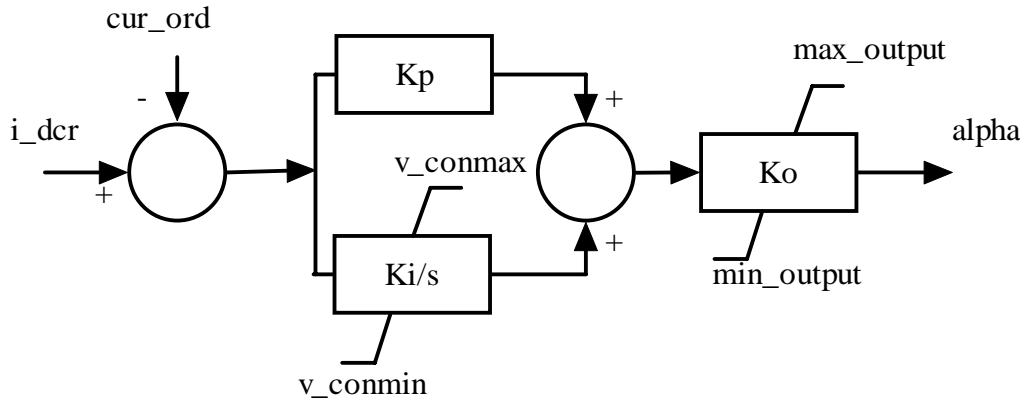 cur_ord
-
i_dcr
+
Kp
+
v_conmax
Ki/s
+
v_conmin
max_output
Ko
alpha
min_output